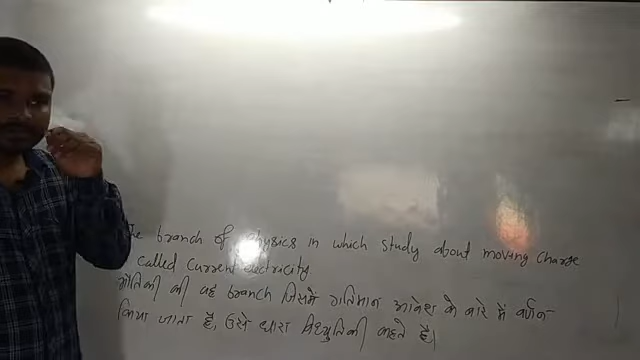 The branch of physics in which study about moving charge
called current electricity
भौतिकी की वह branch जिसमें गतिमान आवेश के बारे में वर्णन
किया जाता है, उसे धारा विधुतिकी कहते हैं।